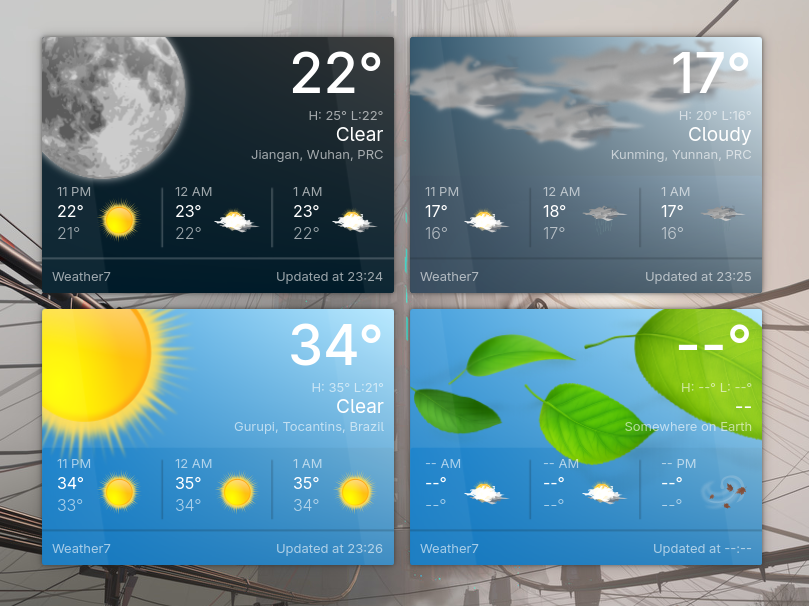 22°
H: 25° L:22°
Clear
Jiangan, Wuhan, PRC
11 PM 12 AM 1 AM
22° 23° 23°
21° 22° 22°
Weather7 Updated at 23:24
17°
H: 20° L:16°
Cloudy
Kunming, Yunnan, PRC
11 PM 12 AM 1 AM
17° 18° 17°
16° 17° 16°
Weather7 Updated at 23:25
34°
H: 35° L:21°
Clear
Gurupi, Tocantins, Brazil
11 PM 12 AM 1 AM
34° 35° 35°
33° 34° 34°
Weather7 Updated at 23:26
--°
H: --° L: --°
--
Somewhere on Earth
-- AM -- AM -- PM
--° --° --°
--° --° --°
Weather7 Updated at --:--